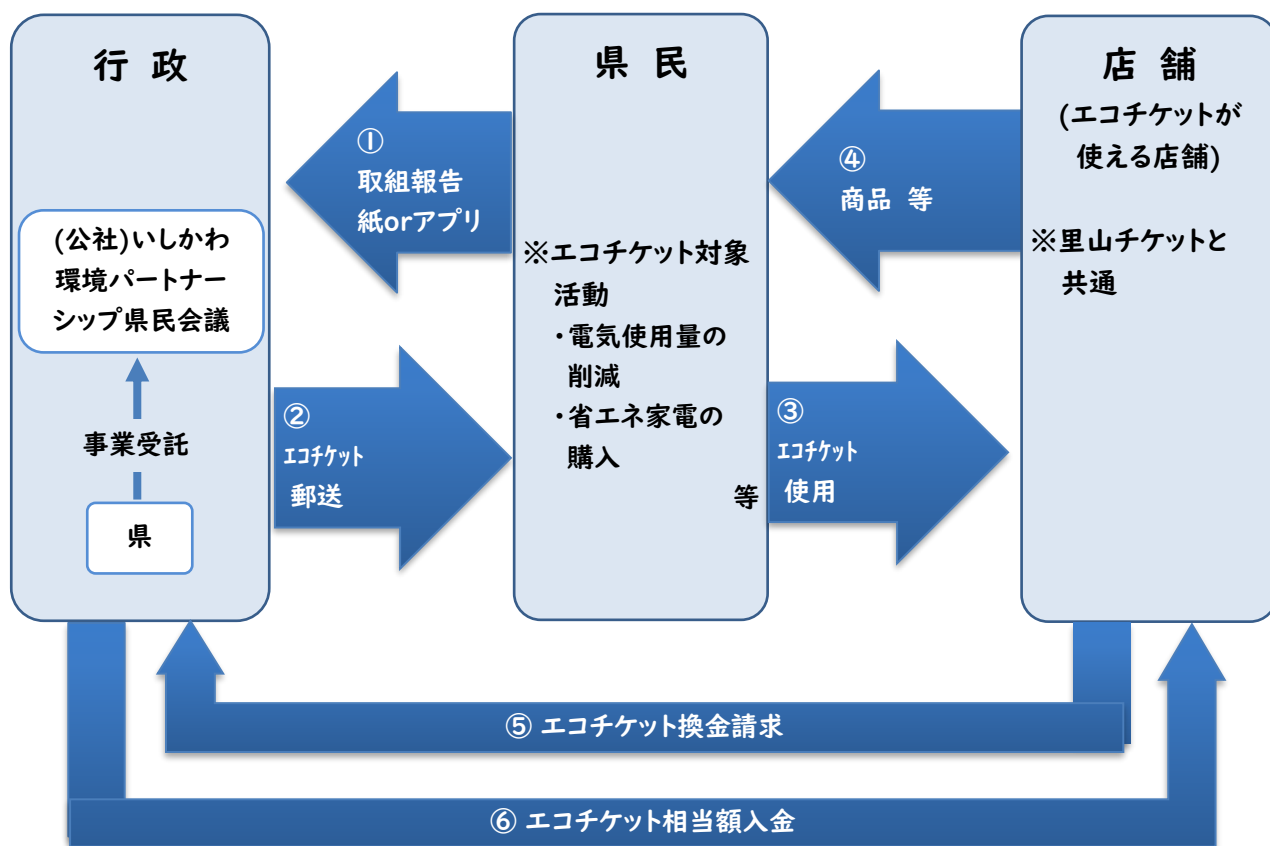 行 政
(公社)いしかわ
環境パートナー
シップ県民会議
事業受託
県
①
取組報告
紙orアプリ
②
ｴｺﾁｹｯﾄ
郵送
県 民
※エコチケット対象
活動
・電気使用量の
削減
・省エネ家電の
購入
等
④
商品 等
③
ｴｺﾁｹｯﾄ
使用
店 舗
(エコチケットが
使える店舗)
※里山チケットと
共通
⑤ エコチケット換金請求
⑥ エコチケット相当額入金